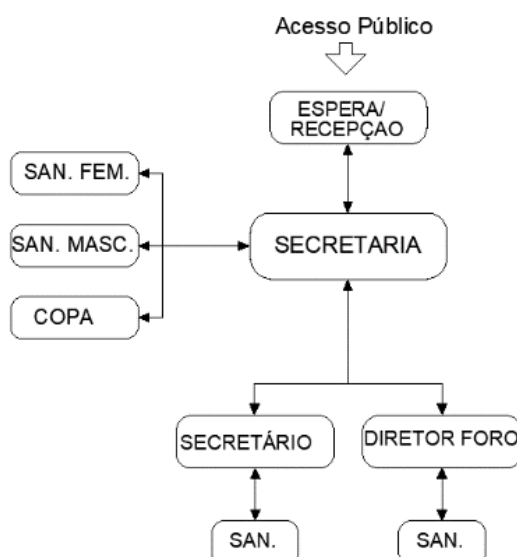 Acesso Público
ESPERA/
RECEPÇAO
SAN. FEM.
SAN. MASC.
COPA
SECRETARIA
SECRETÁRIO
DIRETOR FORO
SAN.
SAN.